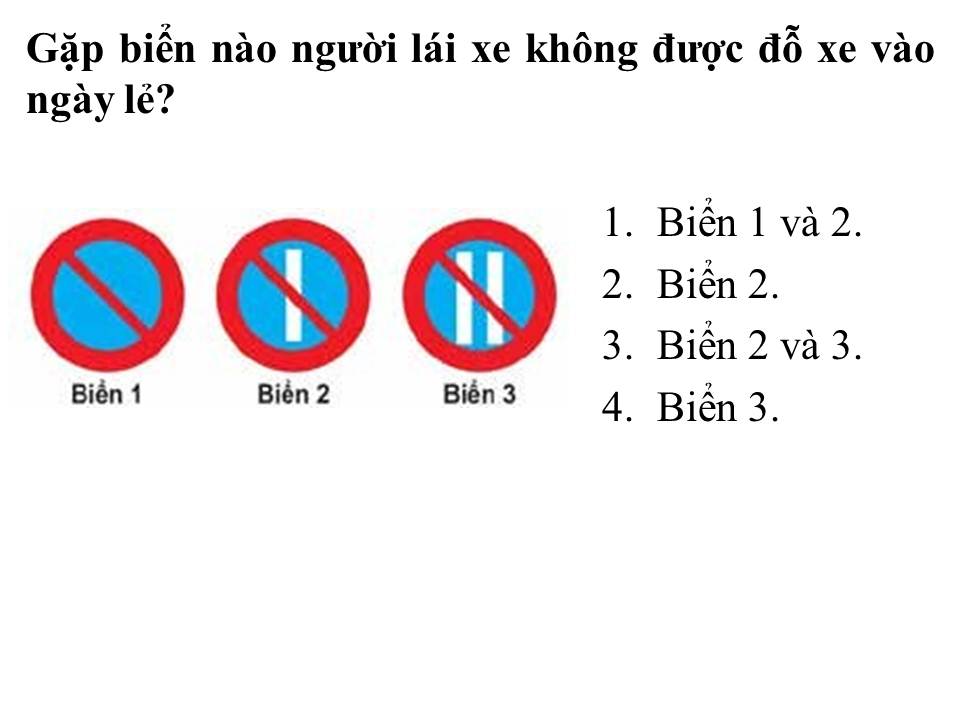 Gặp biển nào người lái xe không được đỗ xe vào
ngày lẻ?
1. Biển 1 và 2.
2. Biển 2.
3. Biển 2 và 3.
4. Biển 3.
Biển 1
Biển 2
Biển 3